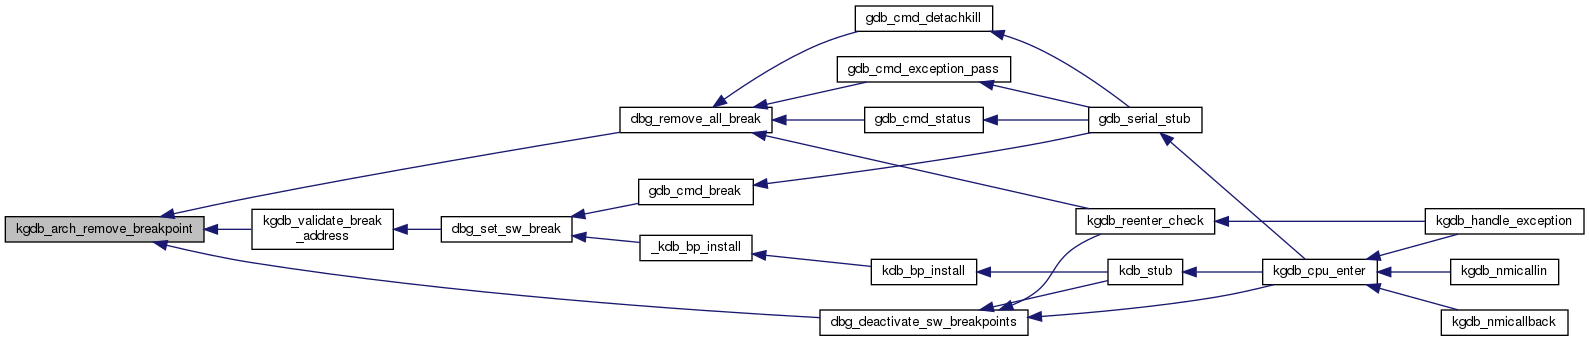 gdb_cmd_detachkill
gdb_cmd_exception_pass
dbg_remove_all_break
gdb_cmd_status
gdb_serial_stub
gdb_cmd_break
kgdb_arch_remove_breakpoint
kgdb_validate_break
_address
dbg_set_sw_break
kgdb_reenter_check
kgdb_handle_exception
_kdb_bp_install
kdb_bp_install
kdb_stub
kgdb_cpu_enter
kgdb_nmicallin
dbg_deactivate_sw_breakpoints
kgdb_nmicallback